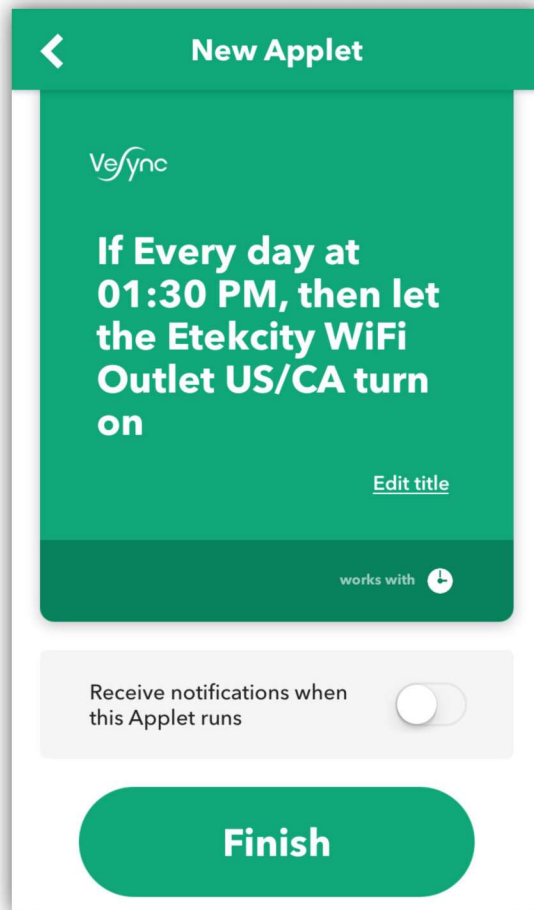 New Applet
VeSync
If Every day at
01:30 PM, then let
the Etekcity WiFi
Outlet US/CA turn
on
Edit title
works with
Receive notifications when
this Applet runs
Finish